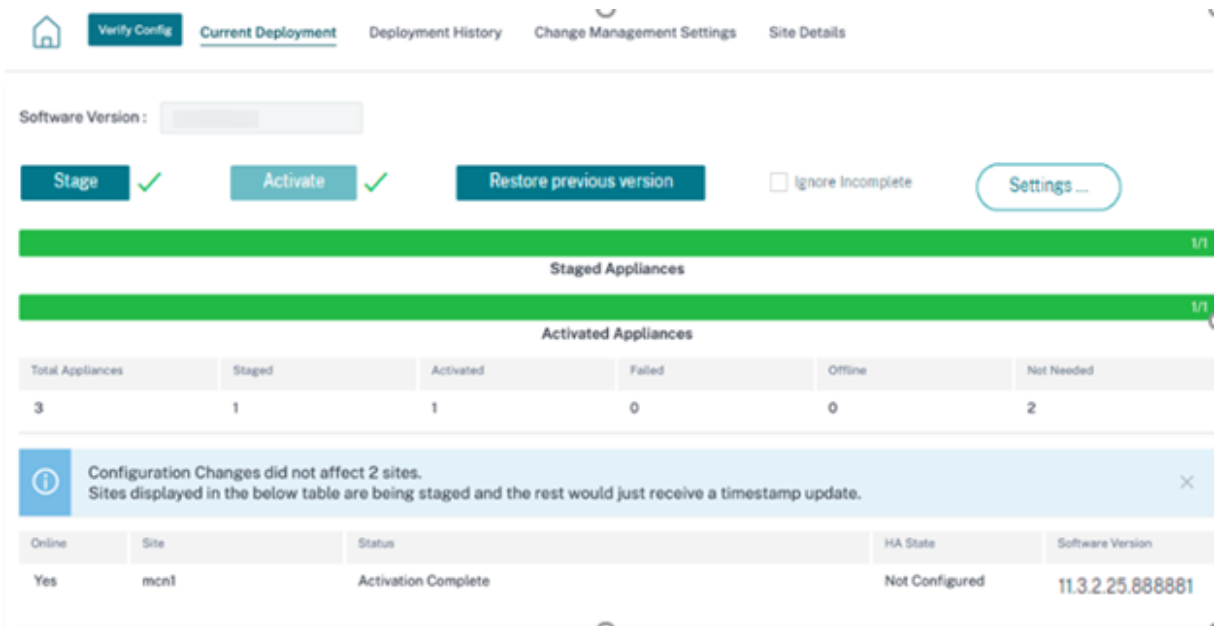 Verify Config Current Deployment Deployment History Change Management Settings Site Details
Software Version :
Stage Activate Restore previous version Ignore Incomplete Settings ...
1/1
Staged Appliances
1/1
Activated Appliances
Total Appliances Staged Activated Failed Offline Not Needed
3 1 1 0 0 2
Configuration Changes did not affect 2 sites.
Sites displayed in the below table are being staged and the rest would just receive a timestamp update.
Online Site Status HA State Software Version
Yes mcn1 Activation Complete Not Configured 11.3.2.25.888881